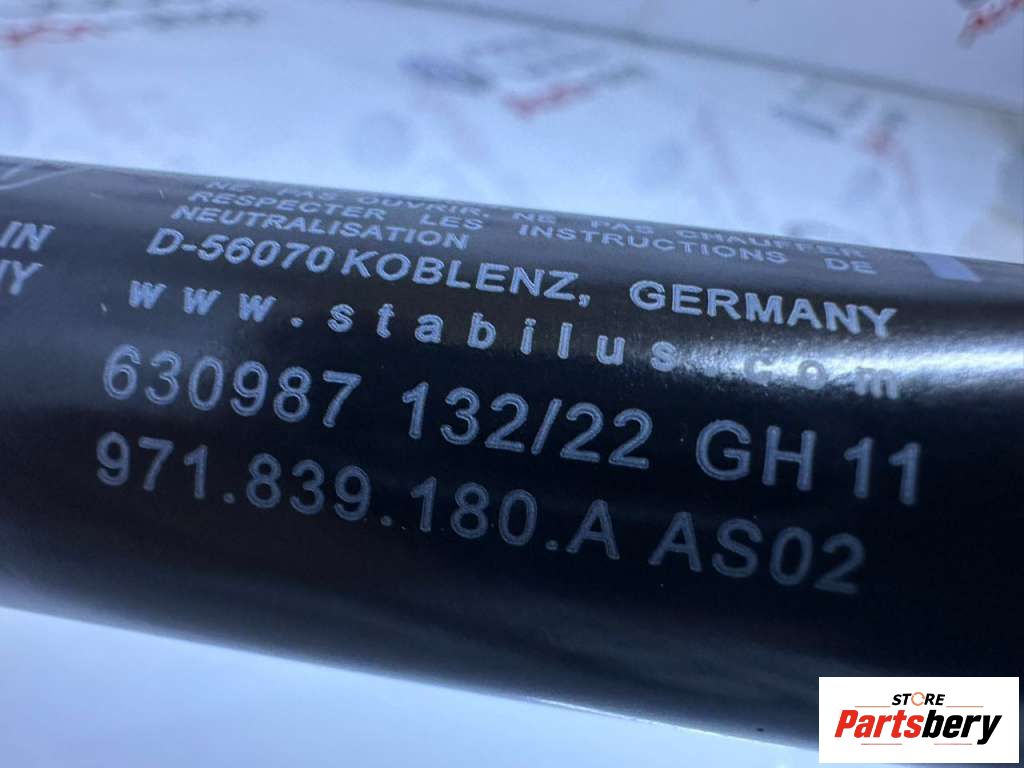 NE PAS OUVRIR. NE PAS CHAUFFER
RESPECTER LES INSTRUCTIONS DE
NEUTRALISATION
IN
D-56070 KOBLENZ, GERMANY
www.stabilus.com
630987 132/22 GH 11
971.839.180.A AS02
STORE
Partsbery